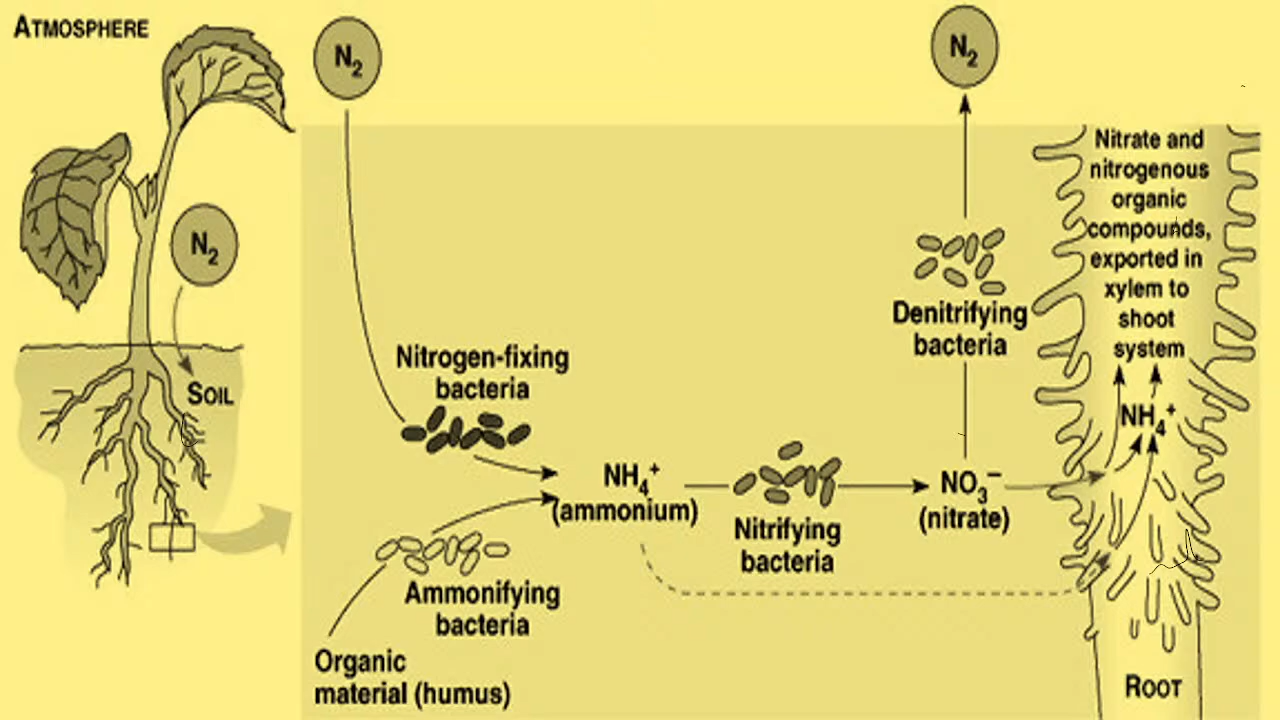 ATMOSPHERE
N2
N2
SOIL
Nitrogen-fixing
bacteria
Ammonifying
bacteria
Organic
material (humus)
NH4+
(ammonium)
Nitrifying
bacteria
NO3−
(nitrate)
Denitrifying
bacteria
N2
Nitrate and
nitrogenous
organic
compounds,
exported in
xylem to
shoot
system
NH4+
ROOT